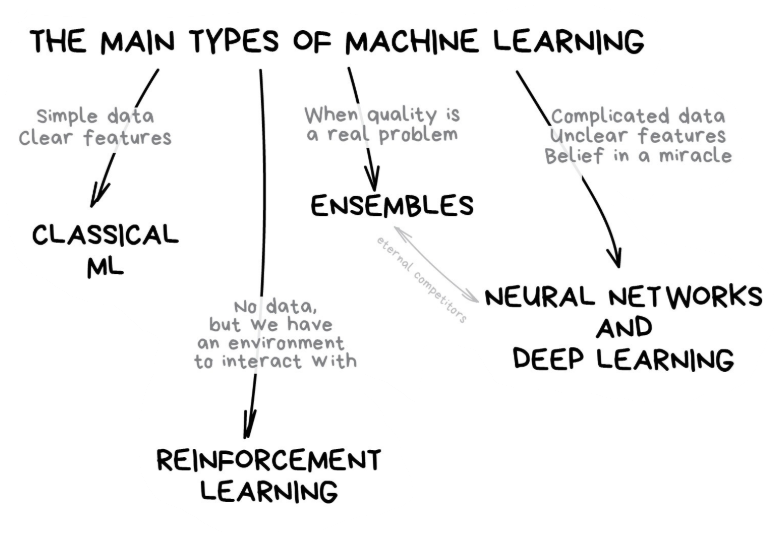 THE MAIN TYPES OF MACHINE LEARNING
Simple data
Clear features
CLASSICAL
ML
No data,
but we have
an environment
to interact with
REINFORCEMENT
LEARNING
When quality is
a real problem
ENSEMBLES
eternal competitors
Complicated data
Unclear features
Belief in a miracle
NEURAL NETWORKS
AND
DEEP LEARNING